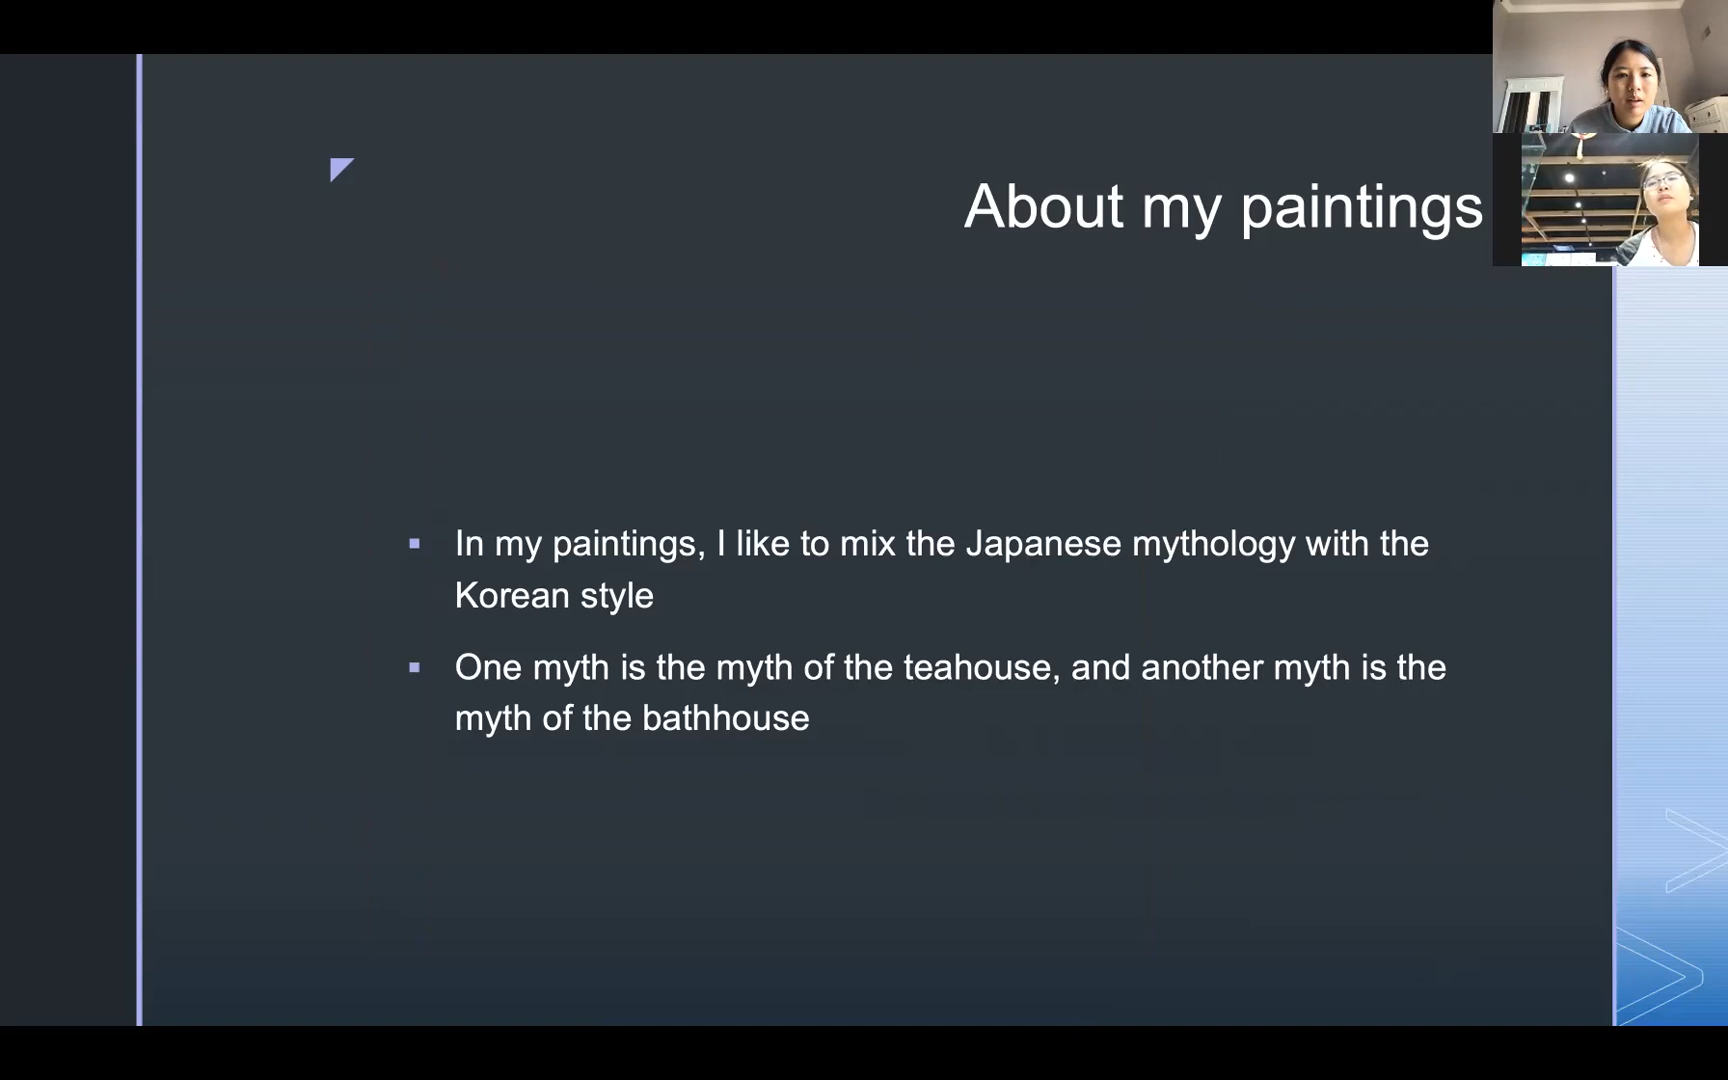 About my paintings
In my paintings, I like to mix the Japanese mythology with the
Korean style
One myth is the myth of the teahouse, and another myth is the
myth of the bathhouse